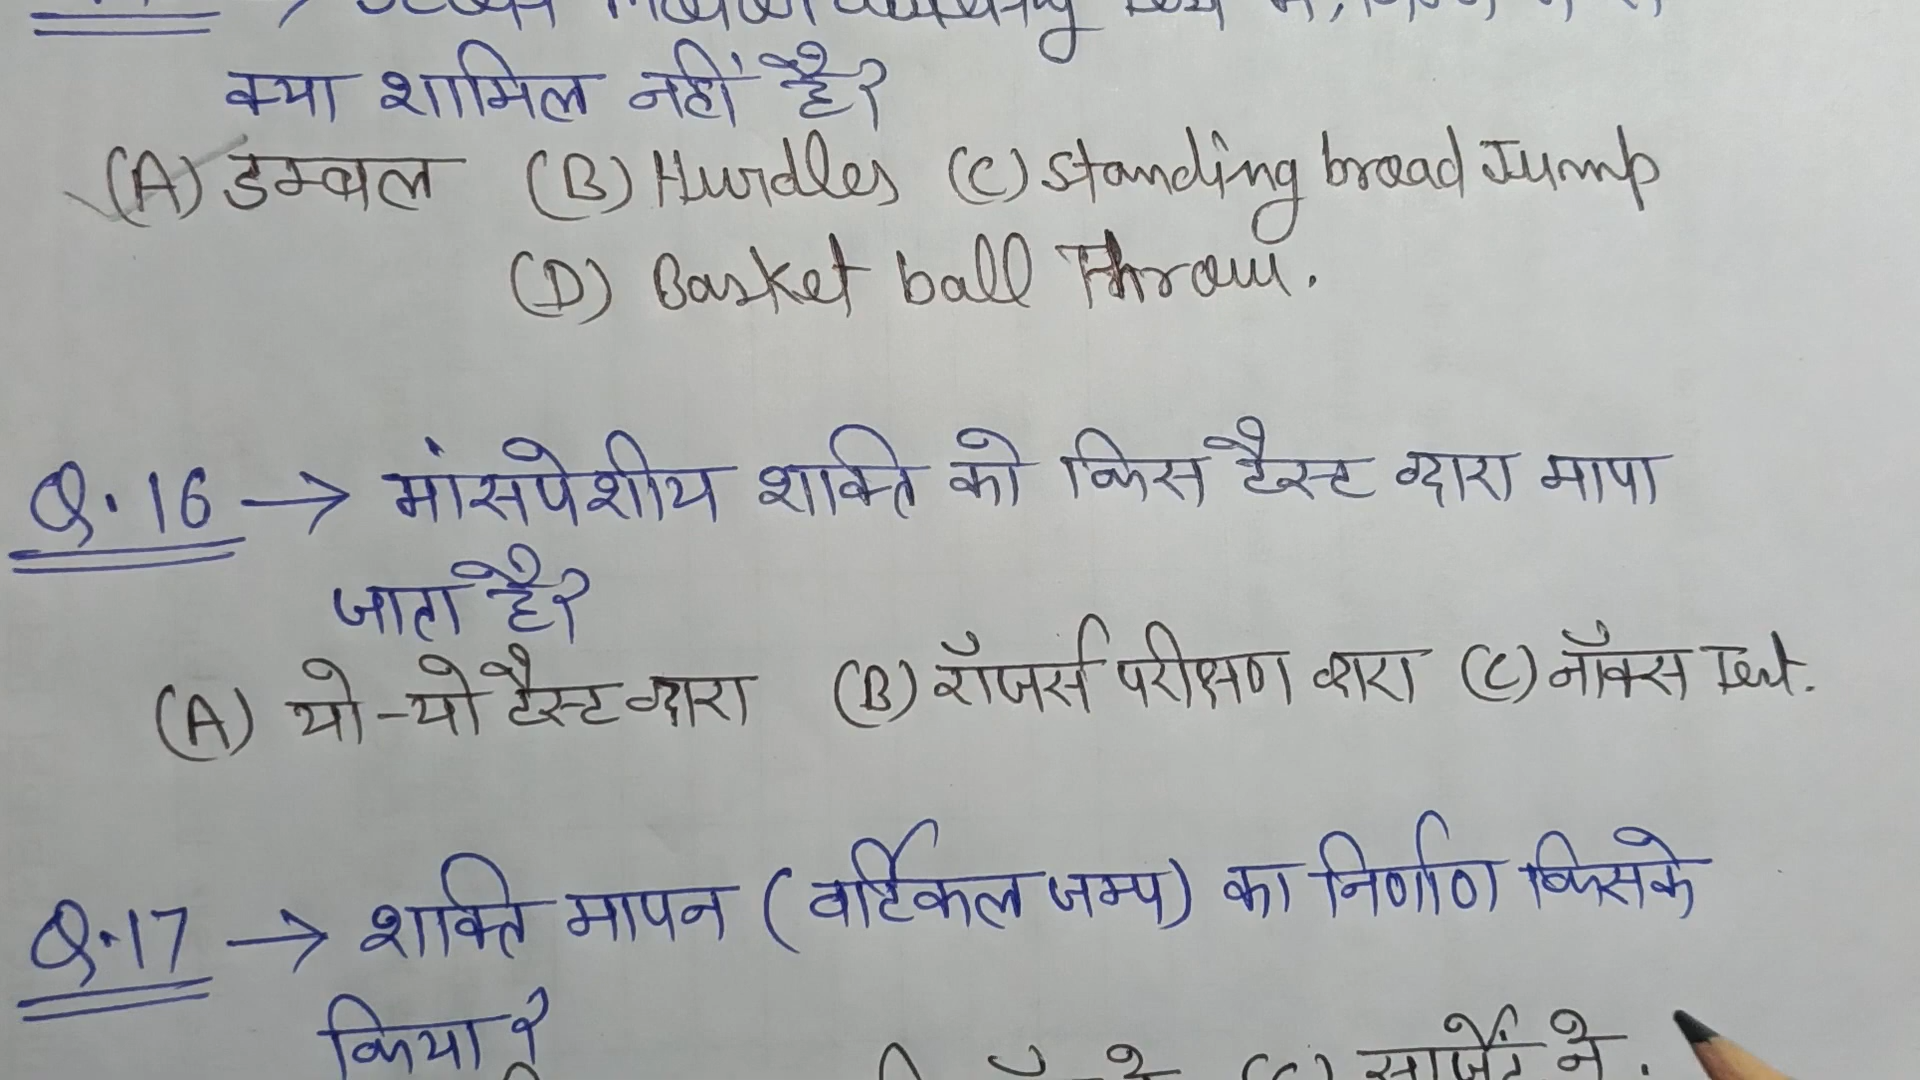 क्या शामिल नहीं है?
(A) डम्बल (B) Hurdles (C) Standing broad Jump
(D) Basket ball Throw.
Q.16 → मांसपेशीय शक्ति को किस टैस्ट द्वारा मापा
जाता है?
(A) यो-यो टैस्ट द्वारा (B) रॉजर्स परीक्षण द्वारा (C) नॉक्स Test.
Q.17 → शक्ति मापन (वर्टिकल जम्प) का निर्माण किसके
किया?
(C) सार्जेंट ने.